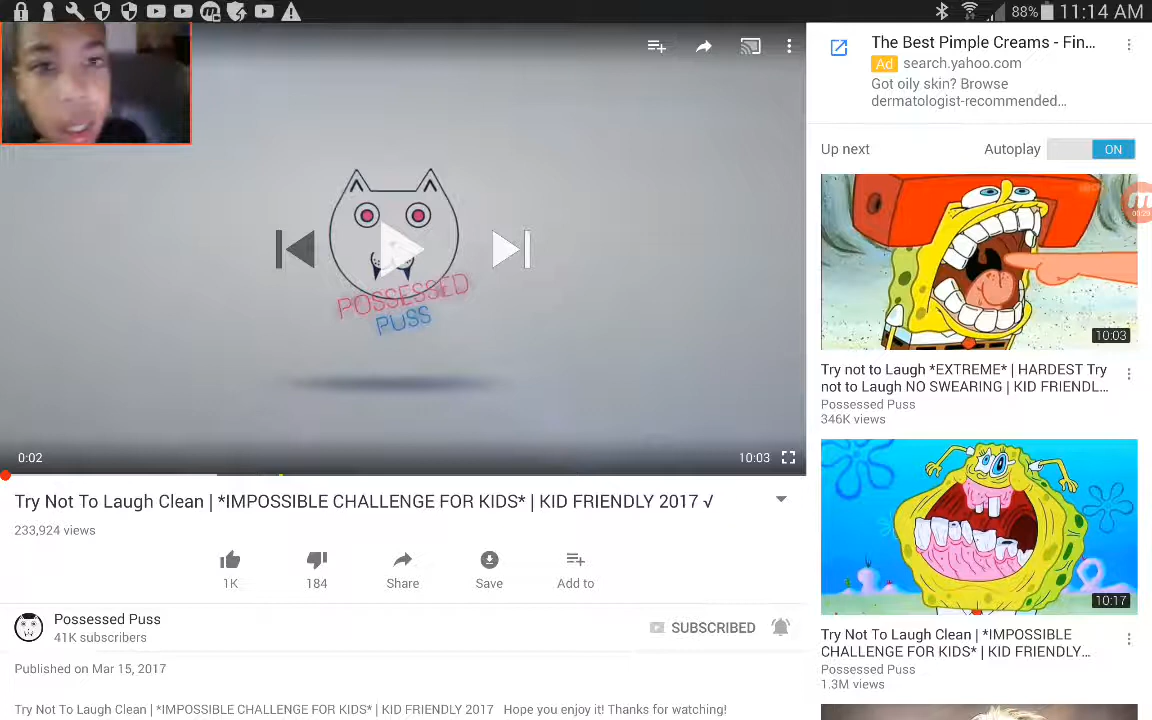 88% 11:14 AM
The Best Pimple Creams - Fin...
Ad search.yahoo.com
Got oily skin? Browse
dermatologist-recommended...
Up next
Autoplay
ON
POSSESSED
PUSS
0:02
10:03
10:03
Try not to Laugh *EXTREME* | HARDEST Try
not to Laugh NO SWEARING | KID FRIENDL...
Possessed Puss
346K views
Try Not To Laugh Clean | *IMPOSSIBLE CHALLENGE FOR KIDS* | KID FRIENDLY 2017 √
233,924 views
1K
184
Share
Save
Add to
Possessed Puss
41K subscribers
SUBSCRIBED
Published on Mar 15, 2017
Try Not To Laugh Clean | *IMPOSSIBLE CHALLENGE FOR KIDS* | KID FRIENDLY 2017 Hope you enjoy it! Thanks for watching!
10:17
Try Not To Laugh Clean | *IMPOSSIBLE
CHALLENGE FOR KIDS* | KID FRIENDLY...
Possessed Puss
1.3M views